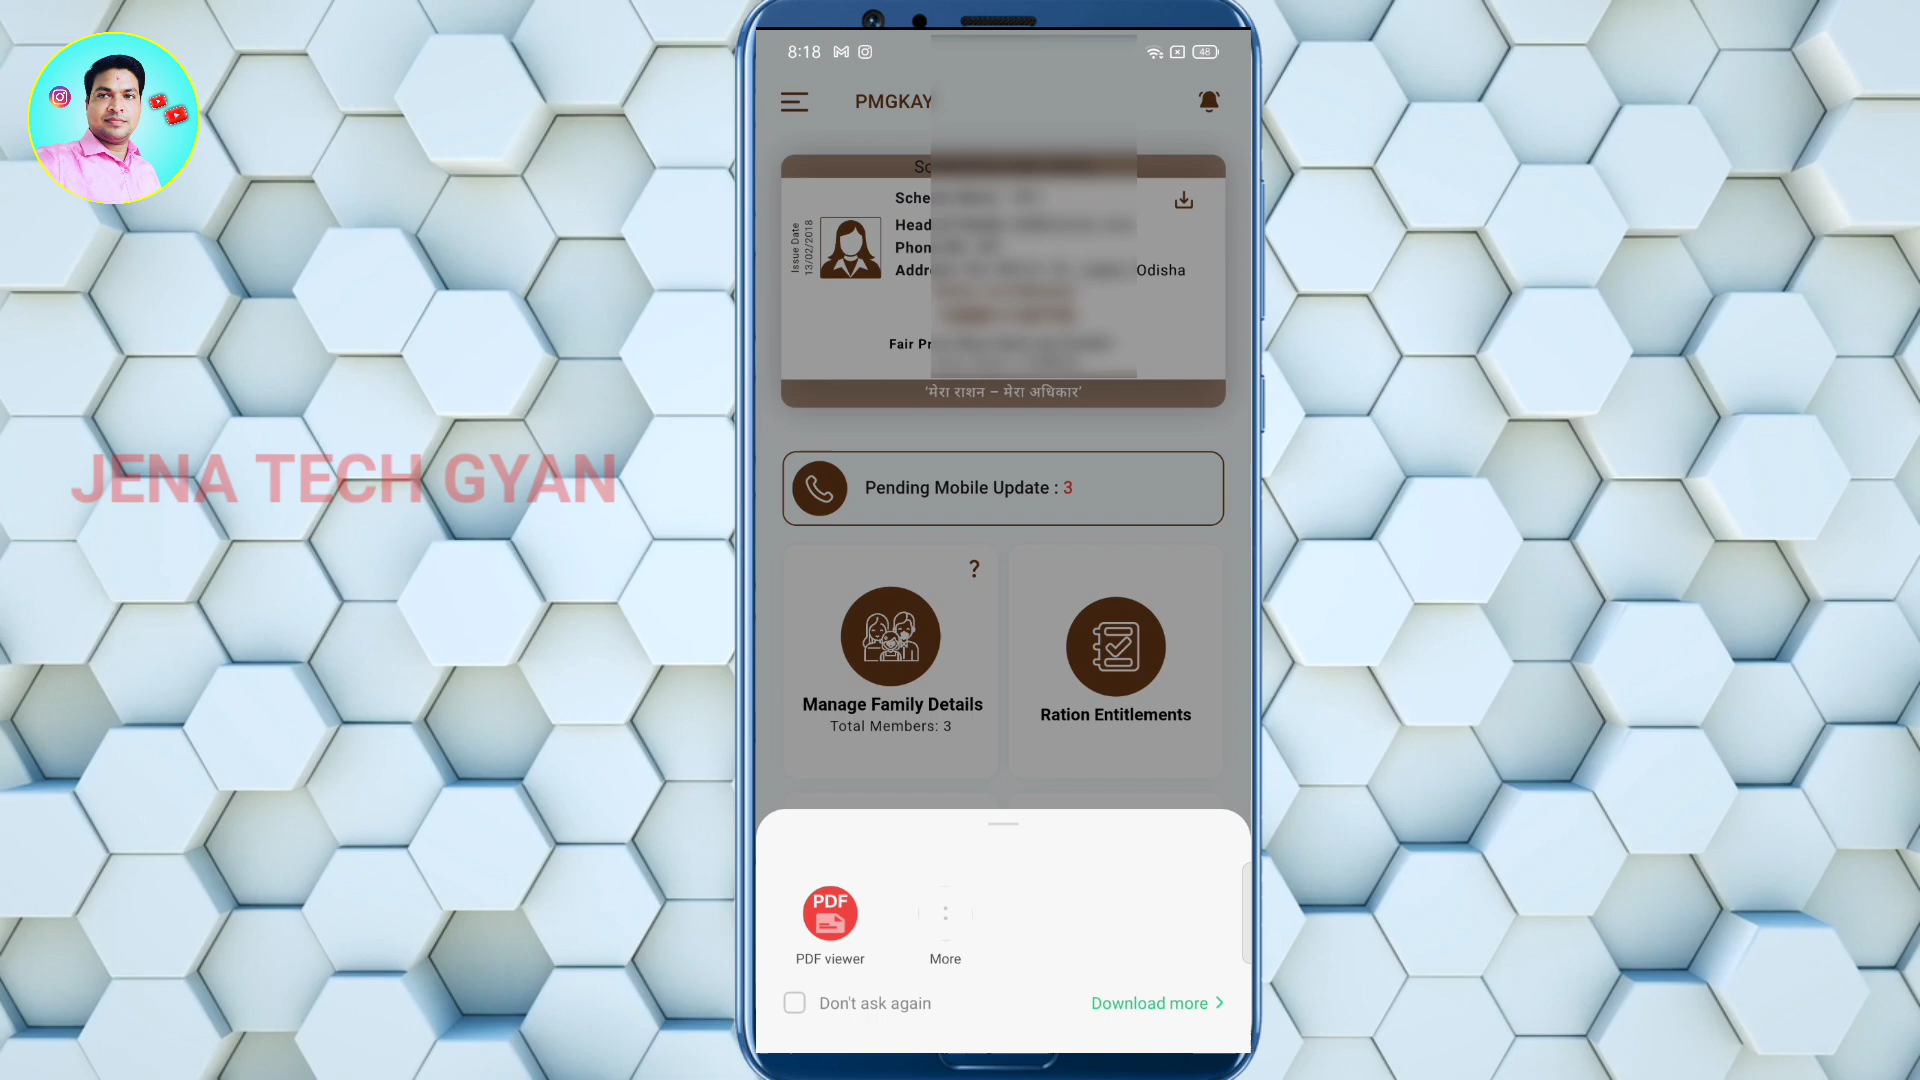 8:18
48
PMGKAY
Sche
Issue Date
13/02/2018
Head
Phon
Addre
Odisha
Fair Pr
‘मेरा राशन – मेरा अधिकार’
JENA TECH GYAN
Pending Mobile Update : 3
?
Manage Family Details
Total Members: 3
Ration Entitlements
PDF
PDF viewer
More
Don't ask again
Download more